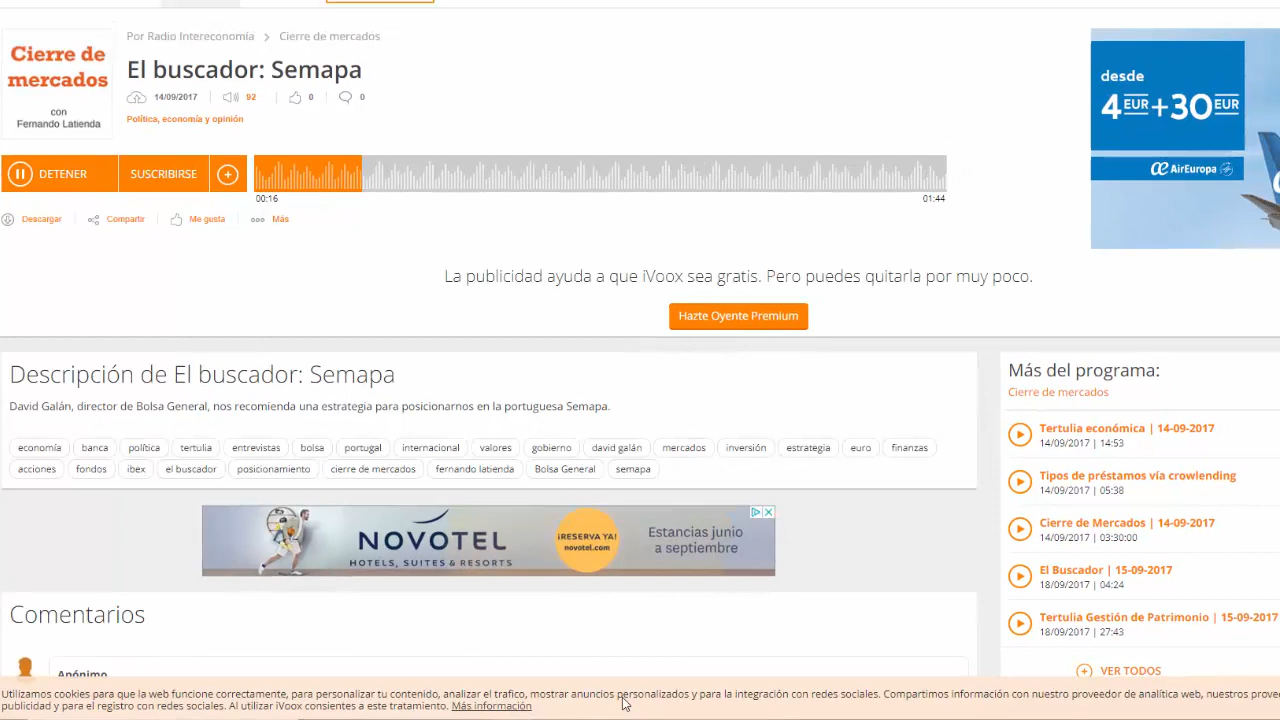 Cierre de
mercados
con
Fernando Latienda
Por Radio Intereconomía > Cierre de mercados
El buscador: Semapa
14/09/2017 92 0 0
Política, economía y opinión
DETENER SUSCRIBIRSE
00:16 01:44
Descargar Compartir Me gusta Más
desde
4EUR+30EUR
AirEuropa
La publicidad ayuda a que iVoox sea gratis. Pero puedes quitarla por muy poco.
Hazte Oyente Premium
Descripción de El buscador: Semapa
David Galán, director de Bolsa General, nos recomienda una estrategia para posicionarnos en la portuguesa Semapa.
economía banca política tertulia entrevistas bolsa portugal internacional valores gobierno david galán mercados inversión estrategia euro finanzas
acciones fondos ibex el buscador posicionamiento cierre de mercados fernando latienda Bolsa General semapa
NOVOTEL
HOTELS, SUITES & RESORTS
¡RESERVA YA!
novotel.com
Estancias junio
a septiembre
Comentarios
Anónimo
Más del programa:
Cierre de mercados
Tertulia económica | 14-09-2017
14/09/2017 | 14:53
Tipos de préstamos vía crowlending
14/09/2017 | 05:38
Cierre de Mercados | 14-09-2017
14/09/2017 | 03:30:00
El Buscador | 15-09-2017
18/09/2017 | 04:24
Tertulia Gestión de Patrimonio | 15-09-2017
18/09/2017 | 27:43
VER TODOS
Utilizamos cookies para que la web funcione correctamente, para personalizar tu contenido, analizar el trafico, mostrar anuncios personalizados y para la integración con redes sociales. Compartimos información con nuestro proveedor de analítica web, nuestros prove
publicidad y para el registro con redes sociales. Al utilizar iVoox consientes a este tratamiento. Más información